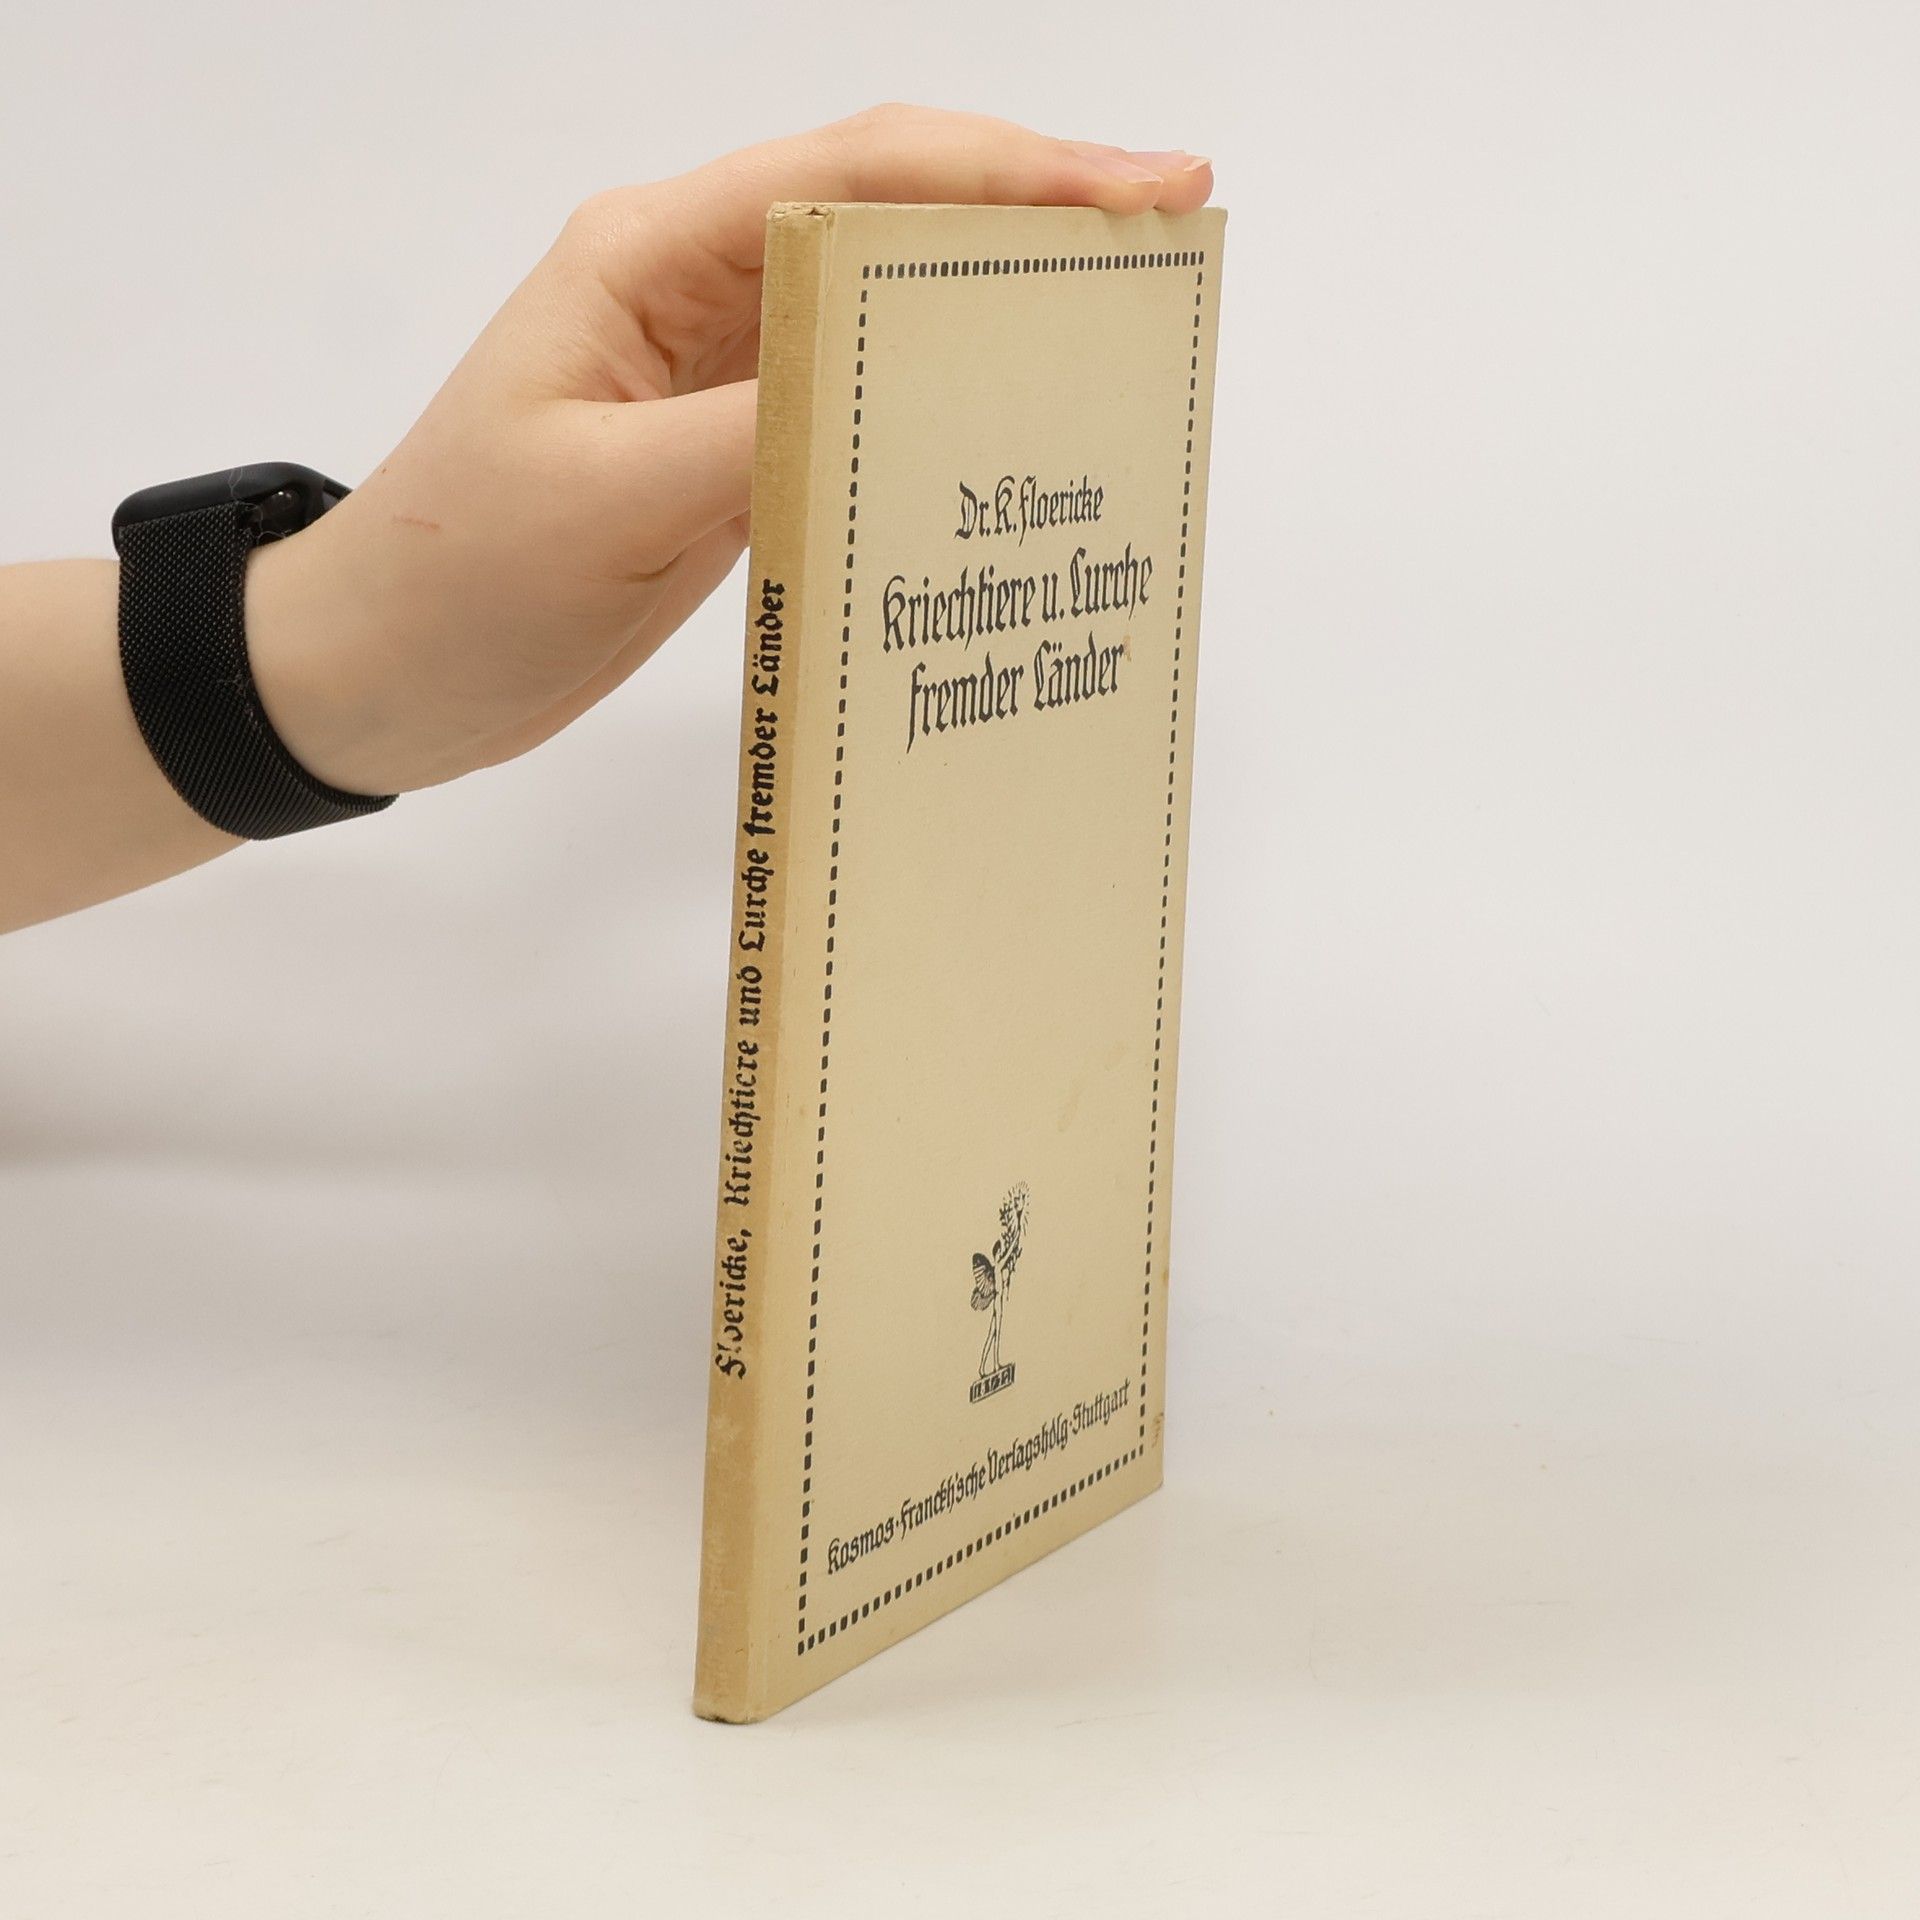 Floericke, Kriechtiere und Lurche fremder Länder
Dr. K. Floericke
Kriechtiere u. Lurche
fremder Länder
Kosmos · Franckh'sche Verlagshdlg · Stuttgart